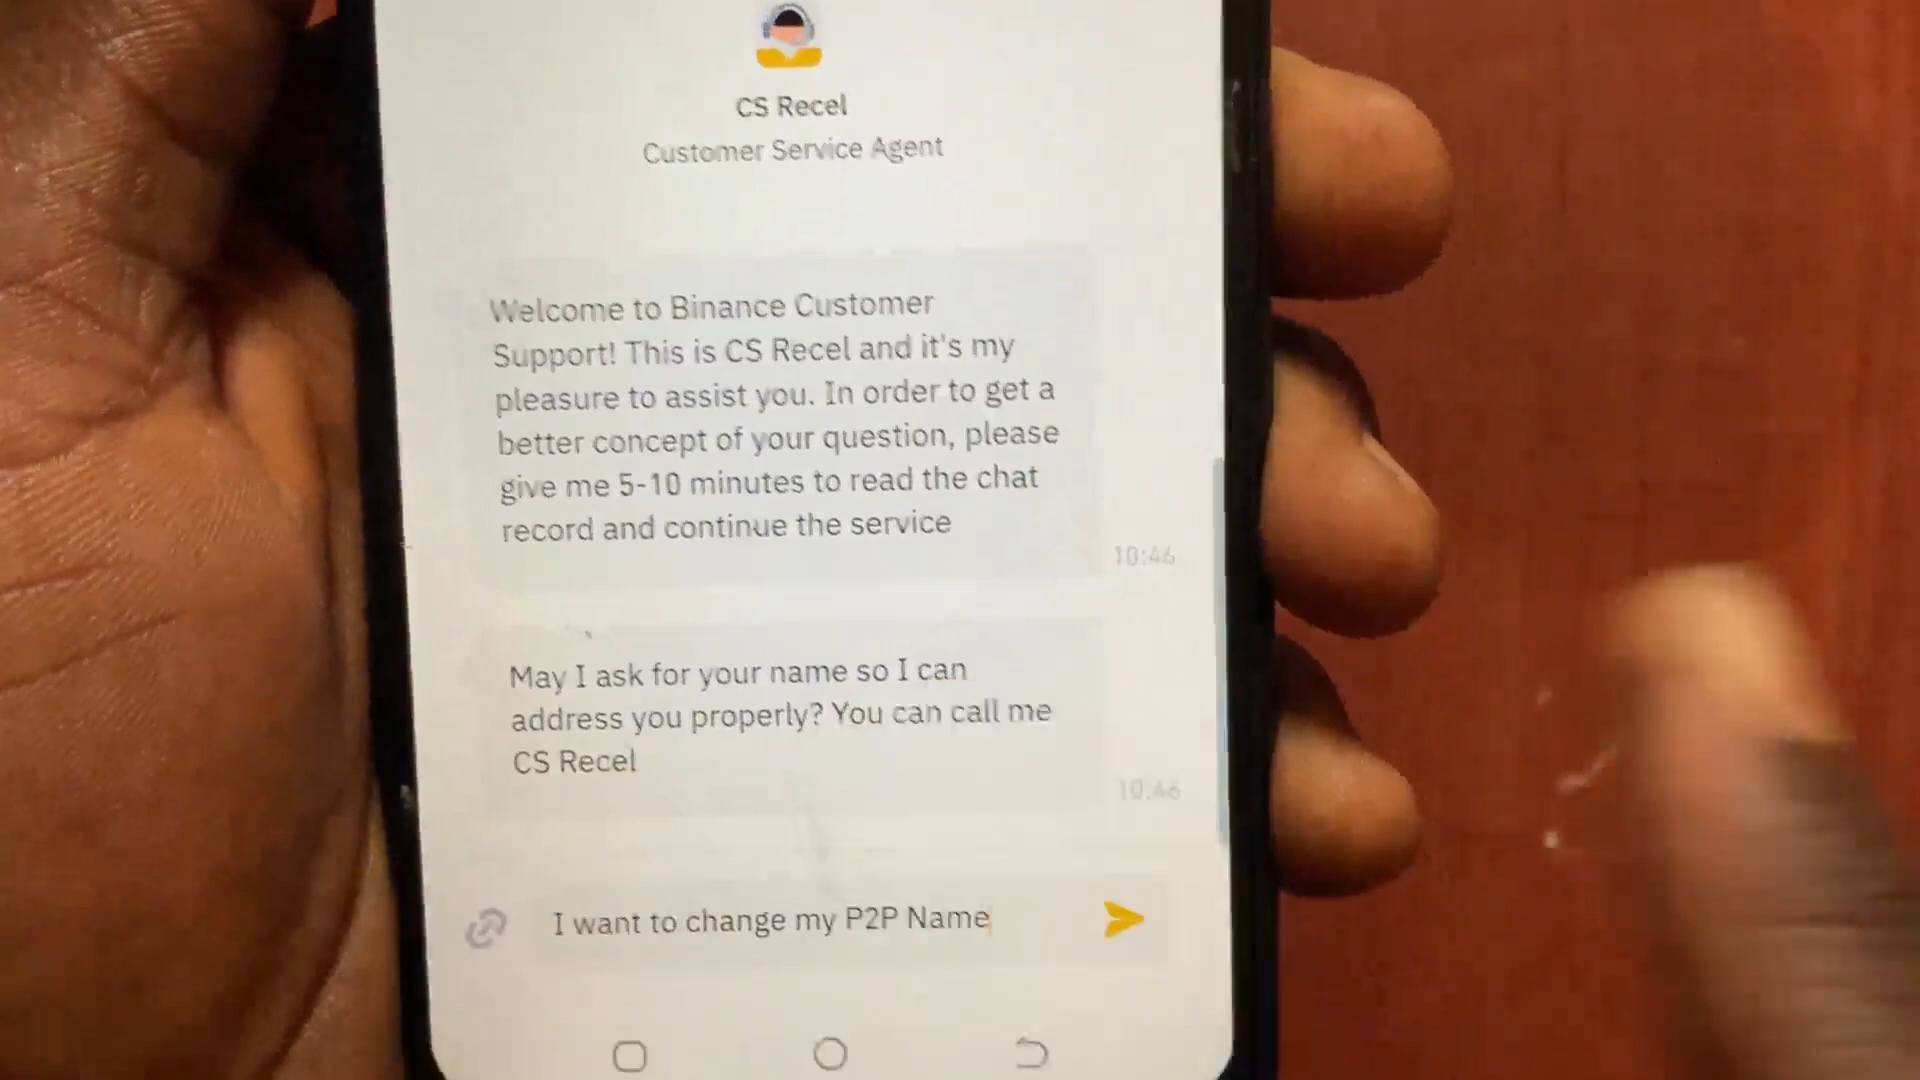 CS Recel
Customer Service Agent
Welcome to Binance Customer
Support! This is CS Recel and it's my
pleasure to assist you. In order to get a
better concept of your question, please
give me 5-10 minutes to read the chat
record and continue the service
10:46
May I ask for your name so I can
address you properly? You can call me
CS Recel
10:46
I want to change my P2P Name